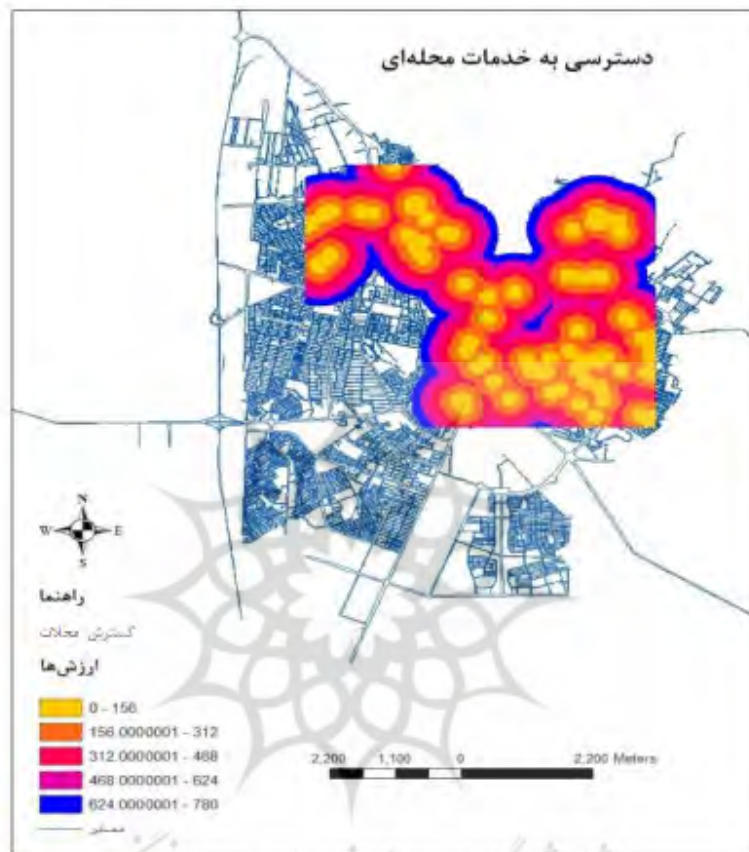 دسترسی به خدمات محله‌ای
N
W E
S
راهنما
گسترش محلات
ارزش‌ها
0 - 156
156.0000001 - 312
312.0000001 - 468
468.0000001 - 624
624.0000001 - 780
2,200 1,100 0 2,200 Meters